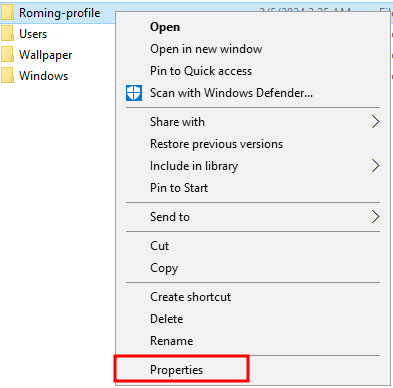 Roming-profile
Users
Wallpaper
Windows
Open
Open in new window
Pin to Quick access
Scan with Windows Defender...
Share with
Restore previous versions
Include in library
Pin to Start
Send to
Cut
Copy
Create shortcut
Delete
Rename
Properties